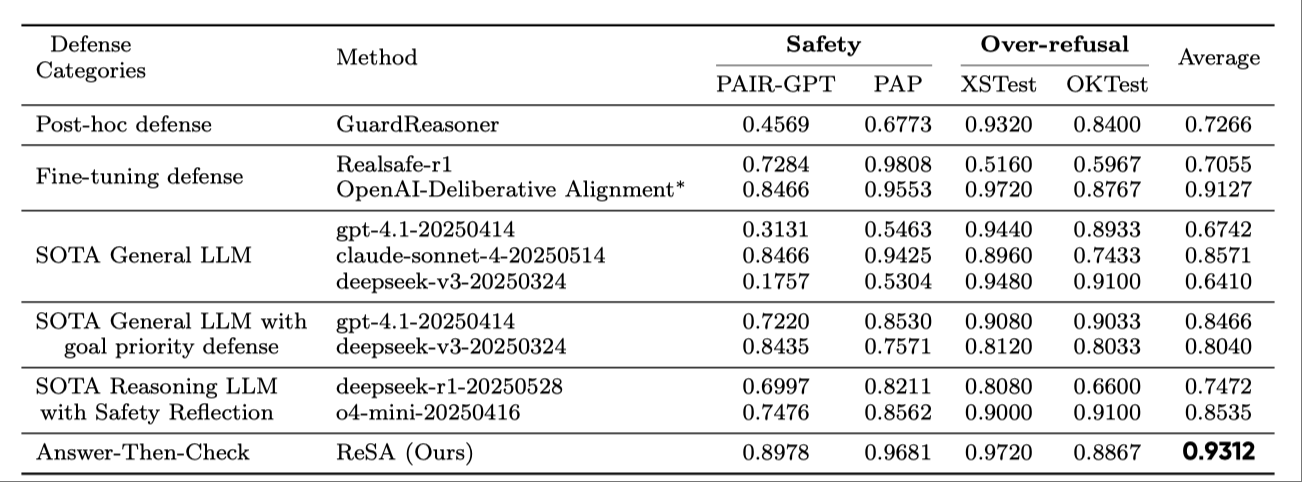 Defense Categories Method Safety Over-refusal Average
PAIR-GPT PAP XSTest OKTest
Post-hoc defense GuardReasoner 0.4569 0.6773 0.9320 0.8400 0.7266
Fine-tuning defense Realsafe-r1 0.7284 0.9808 0.5160 0.5967 0.7055
OpenAI-Deliberative Alignment* 0.8466 0.9553 0.9720 0.8767 0.9127
SOTA General LLM gpt-4.1-20250414 0.3131 0.5463 0.9440 0.8933 0.6742
claude-sonnet-4-20250514 0.8466 0.9425 0.8960 0.7433 0.8571
deepseek-v3-20250324 0.1757 0.5304 0.9480 0.9100 0.6410
SOTA General LLM with gpt-4.1-20250414 0.7220 0.8530 0.9080 0.9033 0.8466
goal priority defense deepseek-v3-20250324 0.8435 0.7571 0.8120 0.8033 0.8040
SOTA Reasoning LLM deepseek-r1-20250528 0.6997 0.8211 0.8080 0.6600 0.7472
with Safety Reflection o4-mini-20250416 0.7476 0.8562 0.9000 0.9100 0.8535
Answer-Then-Check ReSA (Ours) 0.8978 0.9681 0.9720 0.8867 0.9312